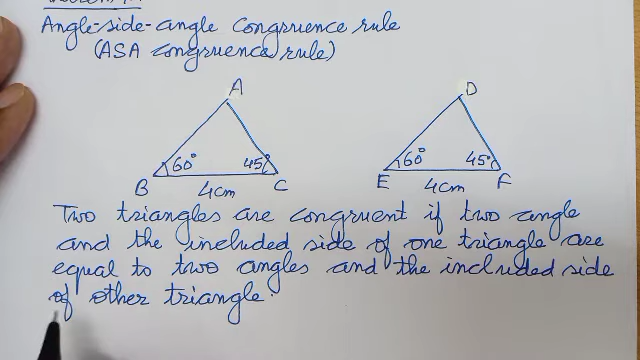 Angle-side-angle Congruence rule
(ASA congruence rule)
A D
60° 45° 60° 45°
B 4cm C E 4cm F
Two triangles are congruent if two angle
and the included side of one triangle are
equal to two angles and the included side
of other triangle.